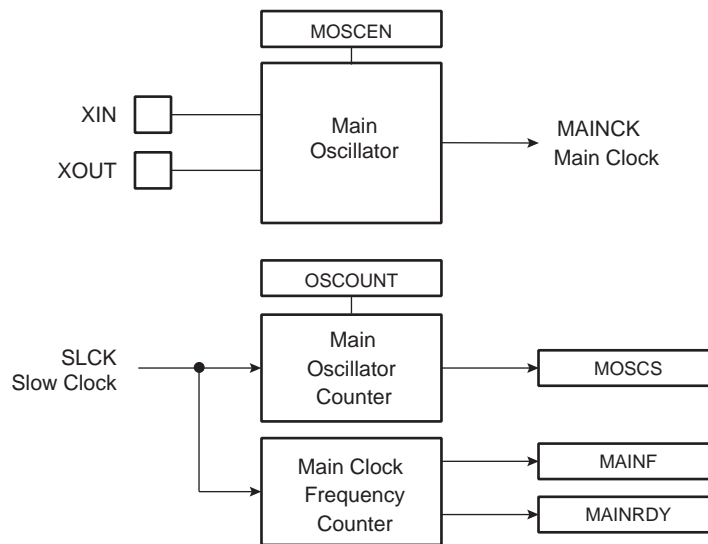 MOSCEN
XIN
XOUT
Main
Oscillator
MAINCK
Main Clock
OSCOUNT
SLCK
Slow Clock
Main
Oscillator
Counter
MOSCS
Main Clock
Frequency
Counter
MAINF
MAINRDY